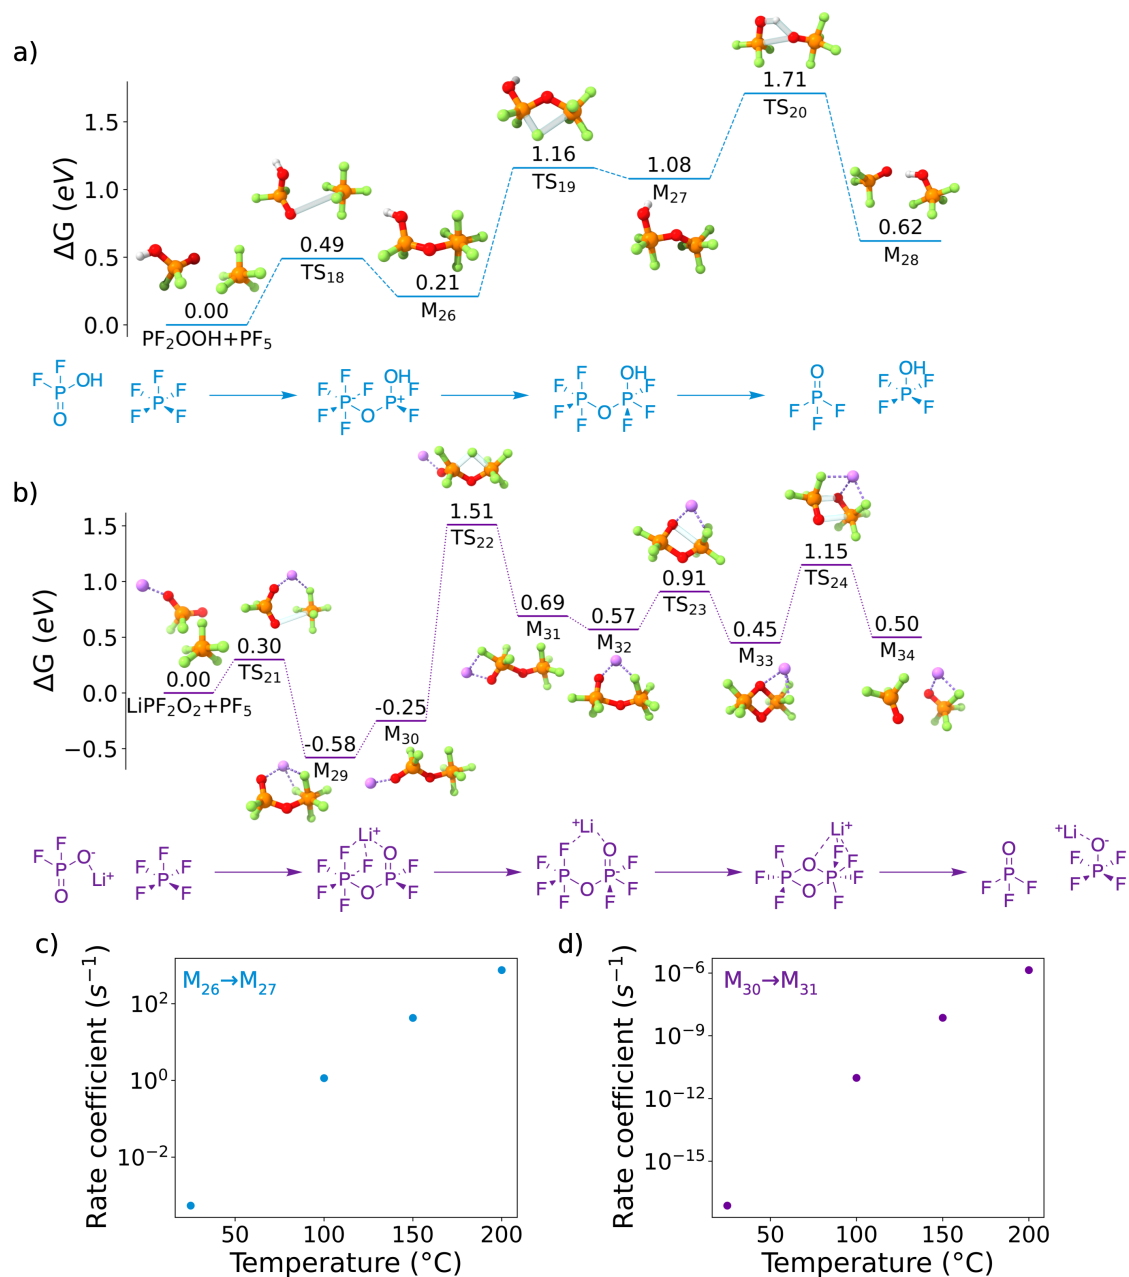 a)
ΔG (eV)
1.5
1.0
0.5
0.0
0.00
PF₂OOH+PF₅
0.49
TS₁₈
0.21
M₂₆
1.16
TS₁₉
1.08
M₂₇
1.71
TS₂₀
0.62
M₂₈
F
F
P
OH
O
F
F
P
F
F
F
F
F
F
P⁻
F
F
O
OH
P⁺
F
F
F
F
P
F
F
O
OH
F
P
F
F
O
P
F
F
F
OH
F
F
P
F
F
b)
ΔG (eV)
1.5
1.0
0.5
0.0
−0.5
0.00
LiPF₂O₂+PF₅
0.30
TS₂₁
-0.58
M₂₉
-0.25
M₃₀
1.51
TS₂₂
0.69
M₃₁
0.57
M₃₂
0.91
TS₂₃
0.45
M₃₃
1.15
TS₂₄
0.50
M₃₄
F
F
P
O⁻
Li⁺
O
F
F
P
F
F
F
Li⁺
F
F
O
F
P
P
F
F
F
O
F
⁺Li
F
O
F
P
P⁻
F
F
F
O
F
F
Li⁺
F
O
F
F
F
P
P
F
O
F
F
O
P
F
F
F
⁺Li
O⁻
F
F
P
F
F
c)
Rate coefficient (s⁻¹)
M₂₆→M₂₇
10²
10⁰
10⁻²
50
100
150
200
Temperature (°C)
d)
Rate coefficient (s⁻¹)
M₃₀→M₃₁
10⁻⁶
10⁻⁹
10⁻¹²
10⁻¹⁵
50
100
150
200
Temperature (°C)